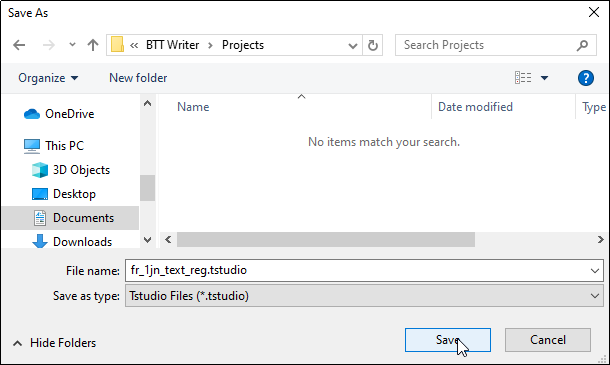 Save As
« BTT Writer › Projects
Search Projects
Organize
New folder
?
Name
Date modified
Type
OneDrive
This PC
3D Objects
Desktop
Documents
Downloads
No items match your search.
File name: fr_1jn_text_reg.tstudio
Save as type: Tstudio Files (*.tstudio)
Hide Folders
Save
Cancel